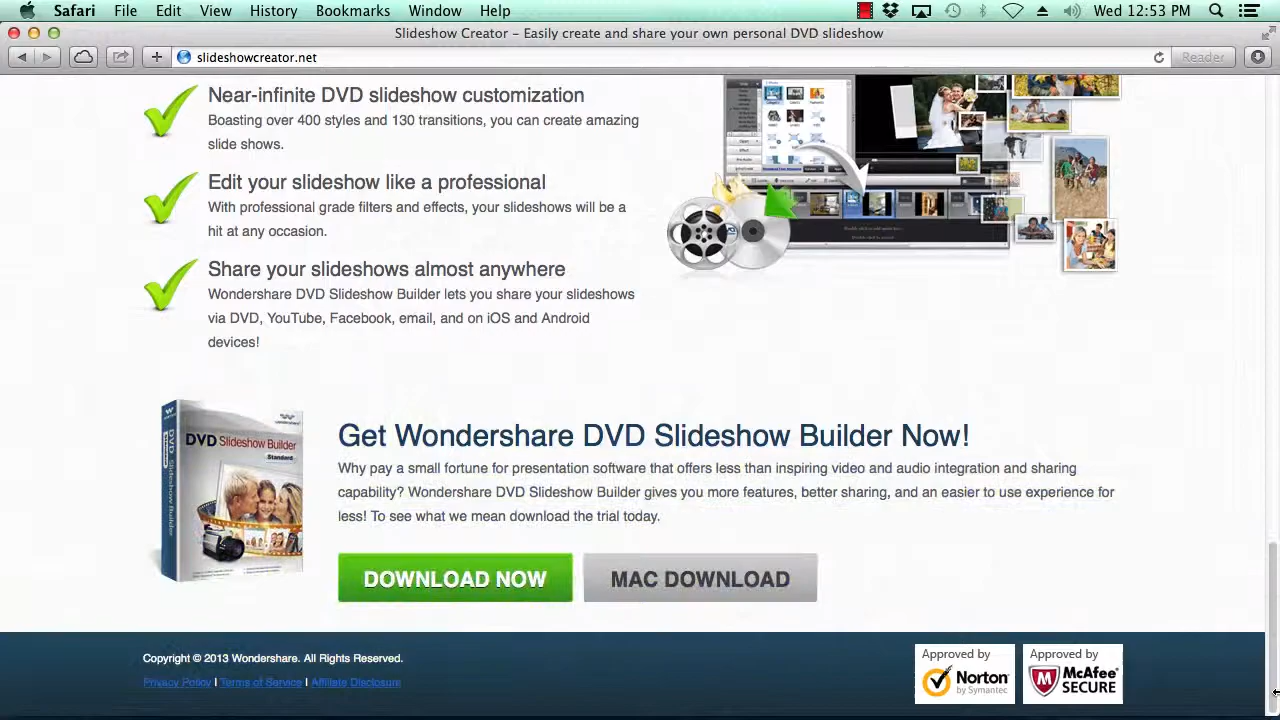 Safari File Edit View History Bookmarks Window Help Wed 12:53 PM
Slideshow Creator – Easily create and share your own personal DVD slideshow
slideshowcreator.net Reader
Near-infinite DVD slideshow customization
Boasting over 400 styles and 130 transitions, you can create amazing
slide shows.
Edit your slideshow like a professional
With professional grade filters and effects, your slideshows will be a
hit at any occasion.
Share your slideshows almost anywhere
Wondershare DVD Slideshow Builder lets you share your slideshows
via DVD, YouTube, Facebook, email, and on iOS and Android
devices!
DVD Slideshow Builder
Standard
DVD Slideshow Builder
Get Wondershare DVD Slideshow Builder Now!
Why pay a small fortune for presentation software that offers less than inspiring video and audio integration and sharing
capability? Wondershare DVD Slideshow Builder gives you more features, better sharing, and an easier to use experience for
less! To see what we mean download the trial today.
DOWNLOAD NOW
MAC DOWNLOAD
Copyright © 2013 Wondershare. All Rights Reserved.
Privacy Policy | Terms of Service | Affiliate Disclosure
Approved by
Norton
by Symantec
Approved by
McAfee
SECURE